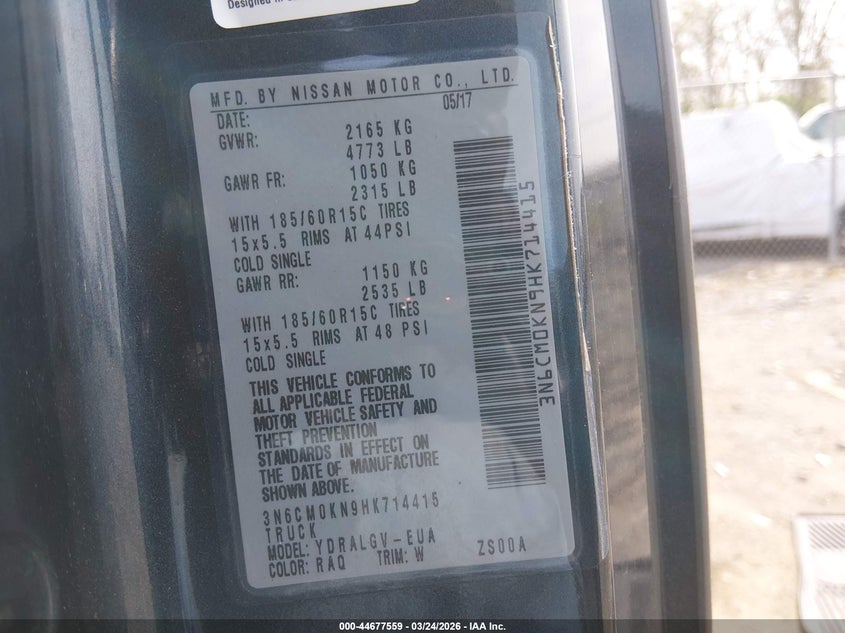 Designed in
MFD. BY NISSAN MOTOR CO., LTD.
DATE: 05/17
GVWR: 2165 KG
4773 LB
GAWR FR: 1050 KG
2315 LB
WITH 185/60R15C TIRES
15x5.5 RIMS AT 44PSI
COLD SINGLE
GAWR RR: 1150 KG
2535 LB
WITH 185/60R15C TIRES
15x5.5 RIMS AT 48 PSI
COLD SINGLE
THIS VEHICLE CONFORMS TO
ALL APPLICABLE FEDERAL
MOTOR VEHICLE SAFETY AND
THEFT PREVENTION
STANDARDS IN EFFECT ON
THE DATE OF MANUFACTURE
SHOWN ABOVE.
3N6CM0KN9HK714415
TRUCK
MODEL: YDRALGV-EUA
COLOR: RAQ TRIM: W ZS00A
3N6CM0KN9HK714415
000-44677559 - 03/24/2026 - IAA Inc.